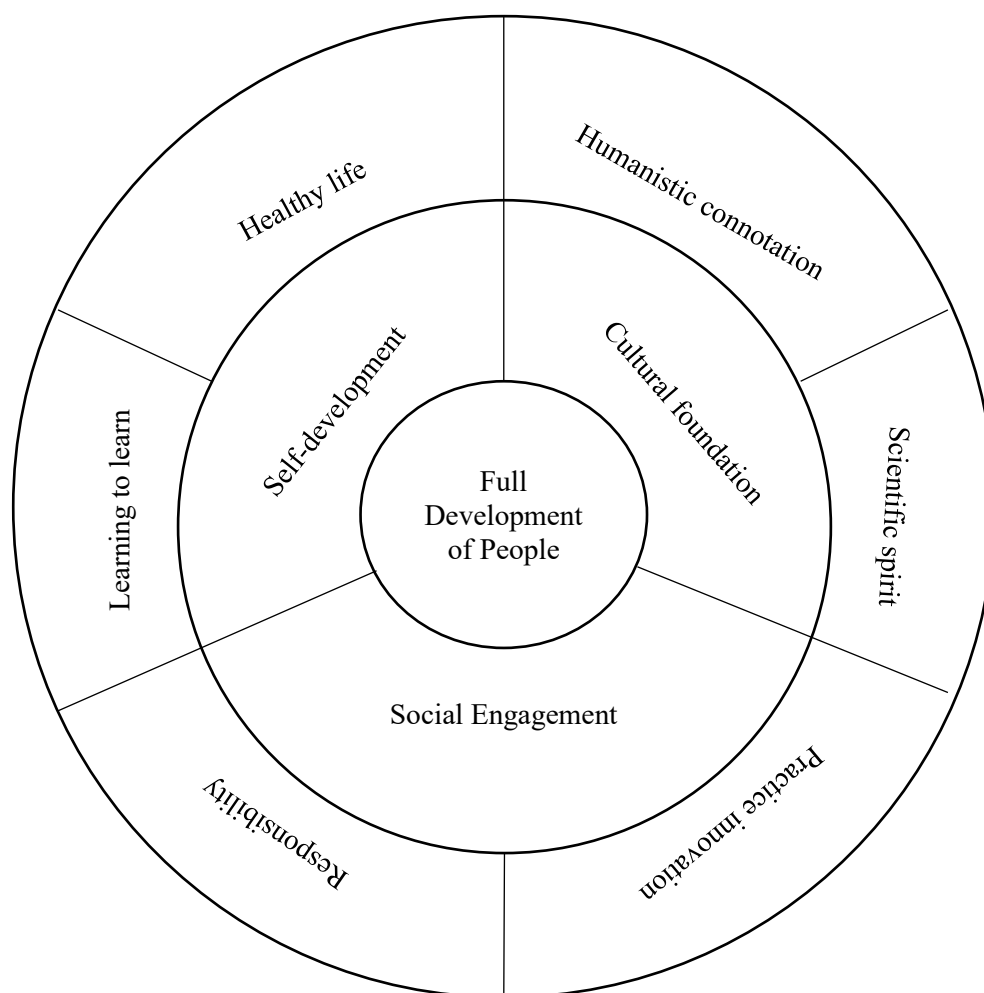 Healthy life
Humanistic connotation
Self-development
Cultural foundation
Learning to learn
Scientific spirit
Full
Development
of People
Social Engagement
Responsibility
Practice innovation